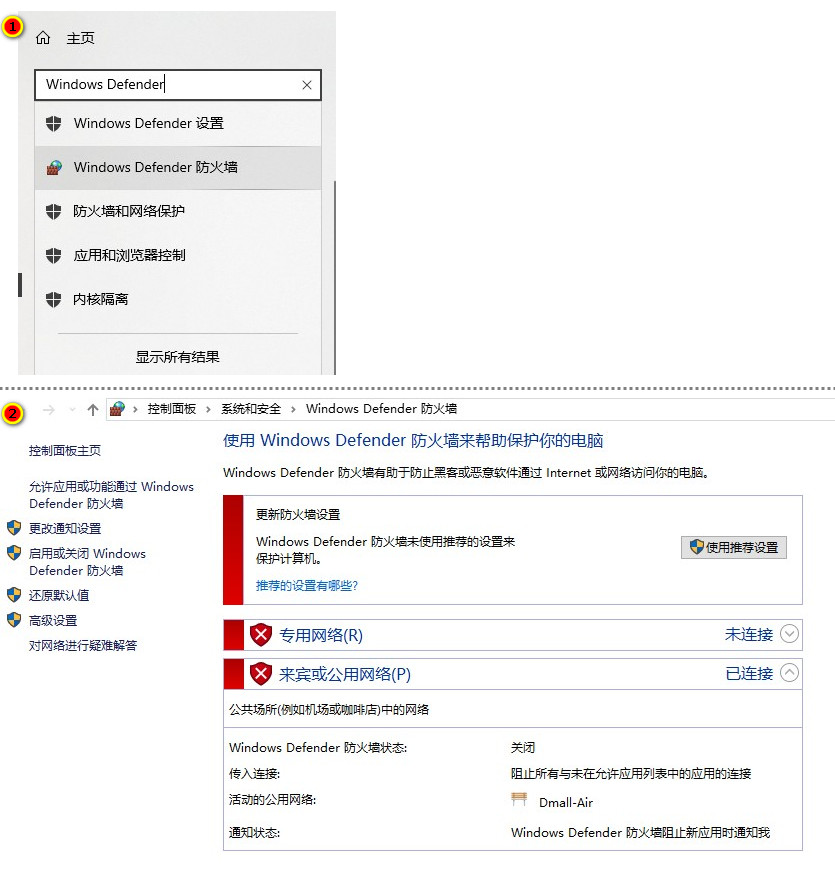 1
主页
Windows Defender
Windows Defender 设置
Windows Defender 防火墙
防火墙和网络保护
应用和浏览器控制
内核隔离
显示所有结果
2
控制面板 › 系统和安全 › Windows Defender 防火墙
控制面板主页
允许应用或功能通过 Windows
Defender 防火墙
更改通知设置
启用或关闭 Windows
Defender 防火墙
还原默认值
高级设置
对网络进行疑难解答
使用 Windows Defender 防火墙来帮助保护你的电脑
Windows Defender 防火墙有助于防止黑客或恶意软件通过 Internet 或网络访问你的电脑。
更新防火墙设置
Windows Defender 防火墙未使用推荐的设置来
保护计算机。
使用推荐设置
推荐的设置有哪些?
专用网络(R) 未连接
来宾或公用网络(P) 已连接
公共场所(例如机场或咖啡店)中的网络
Windows Defender 防火墙状态: 关闭
传入连接: 阻止所有与未在允许应用列表中的应用的连接
活动的公用网络: Dmall-Air
通知状态: Windows Defender 防火墙阻止新应用时通知我